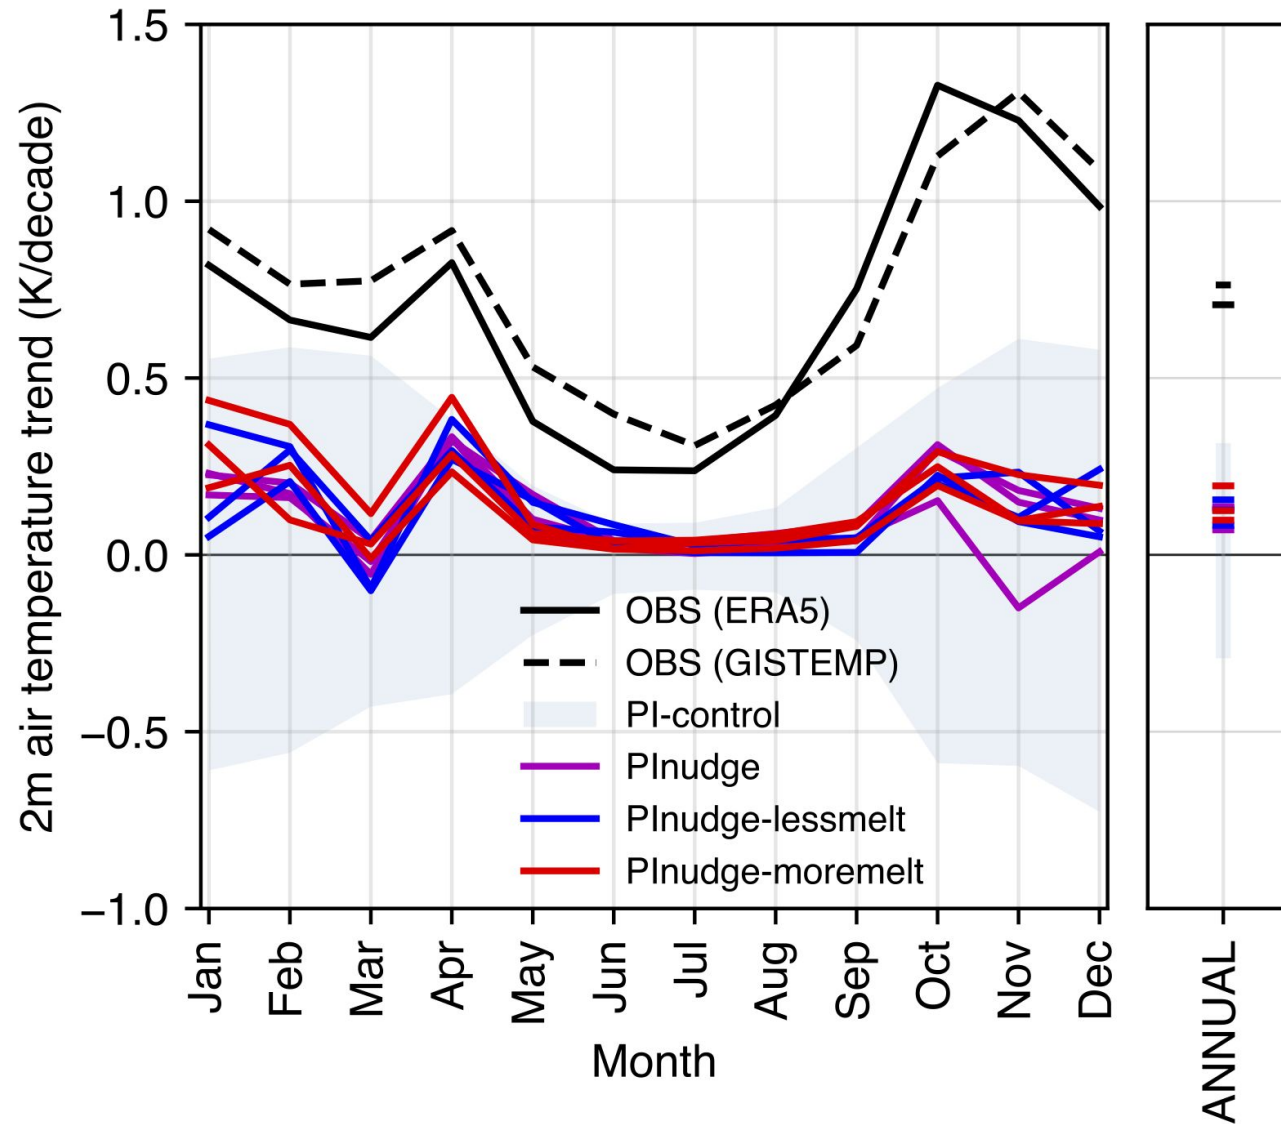 2m air temperature trend (K/decade)
1.5
1.0
0.5
0.0
−0.5
−1.0
OBS (ERA5)
OBS (GISTEMP)
PI-control
PInudge
PInudge-lessmelt
PInudge-moremelt
Jan Feb Mar Apr May Jun Jul Aug Sep Oct Nov Dec
Month
ANNUAL